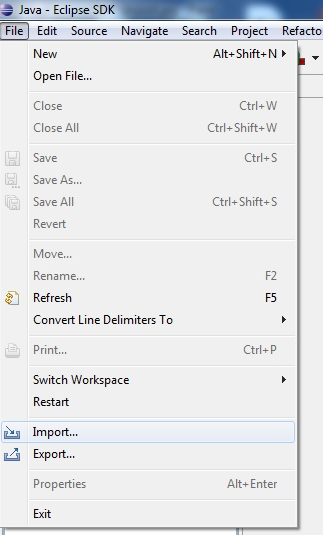 Java - Eclipse SDK
File Edit Source Navigate Search Project Refacto
New Alt+Shift+N
Open File...
Close Ctrl+W
Close All Ctrl+Shift+W
Save Ctrl+S
Save As...
Save All Ctrl+Shift+S
Revert
Move...
Rename... F2
Refresh F5
Convert Line Delimiters To
Print... Ctrl+P
Switch Workspace
Restart
Import...
Export...
Properties Alt+Enter
Exit